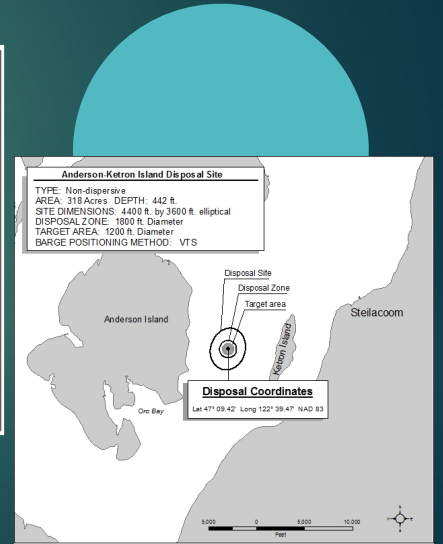 Anderson-Ketron Island Disposal Site
TYPE: Non-dispersive
AREA: 318 Acres DEPTH: 442 ft.
SITE DIMENSIONS: 4400 ft. by 3600 ft. elliptical
DISPOSAL ZONE: 1800 ft. Diameter
TARGET AREA: 1200 ft. Diameter
BARGE POSITIONING METHOD: VTS
Disposal Site
Disposal Zone
Target area
Anderson Island
Ketron Island
Steilacoom
Disposal Coordinates
Lat 47° 09.42' Long 122° 39.47' NAD 83
Oro Bay
5,000 0 5,000 10,000
Feet